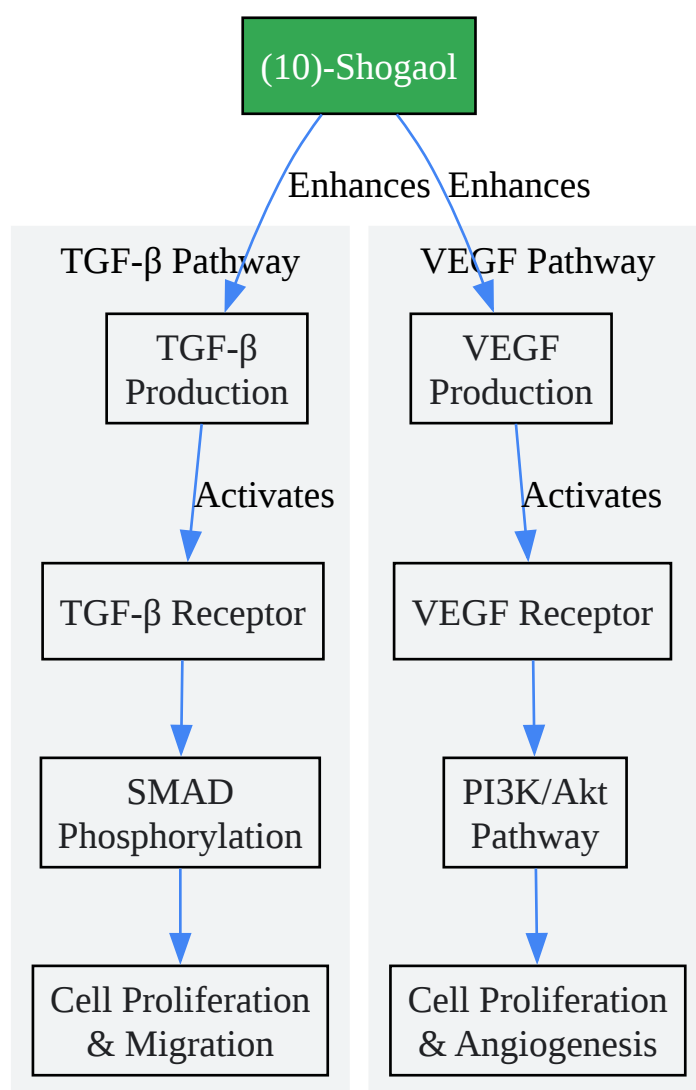 (10)-Shogaol
Enhances
Enhances
TGF-β Pathway
VEGF Pathway
TGF-β
Production
VEGF
Production
Activates
Activates
TGF-β Receptor
VEGF Receptor
SMAD
Phosphorylation
PI3K/Akt
Pathway
Cell Proliferation
& Migration
Cell Proliferation
& Angiogenesis